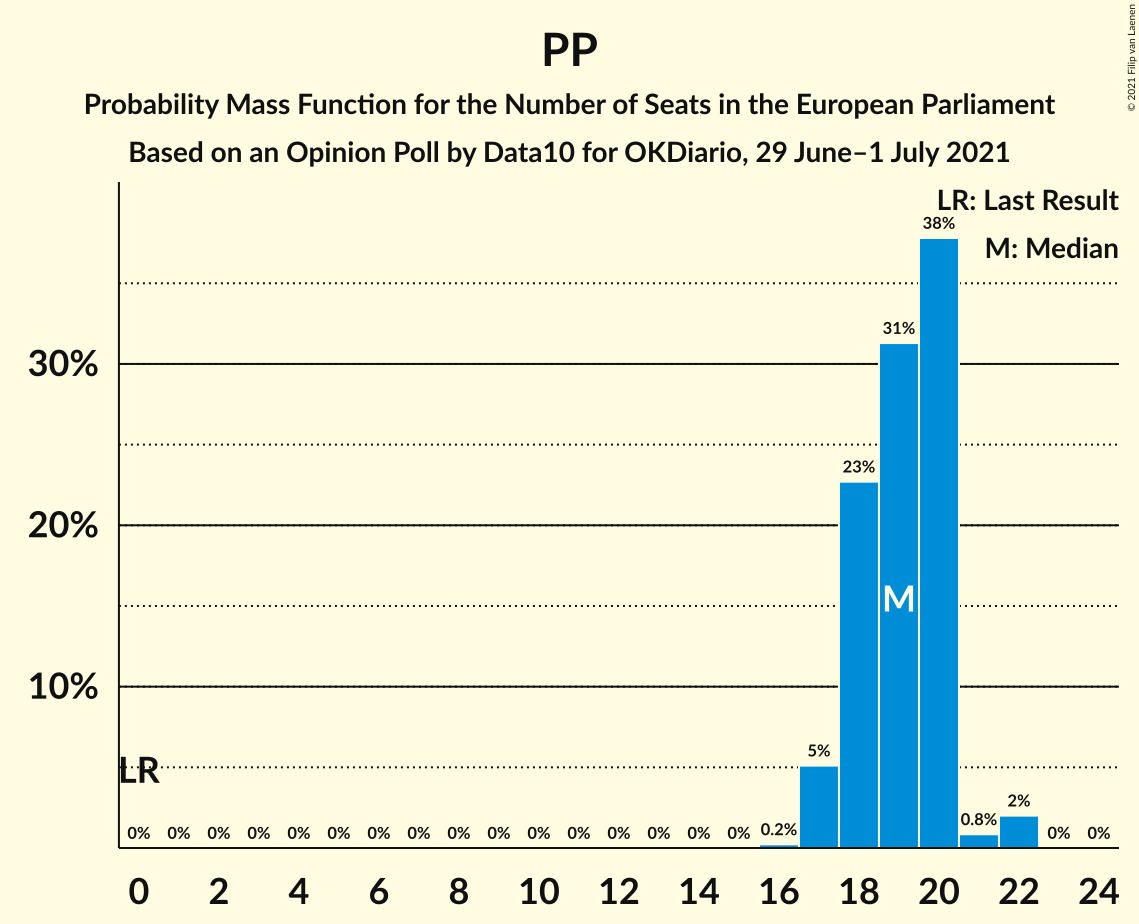 PP
Probability Mass Function for the Number of Seats in the European Parliament
Based on an Opinion Poll by Data10 for OKDiario, 29 June–1 July 2021
© 2021 Filip van Laenen
LR: Last Result
M: Median
30%
20%
10%
LR
M
0% 0% 0% 0% 0% 0% 0% 0% 0% 0% 0% 0% 0% 0% 0% 0% 0.2% 5% 23% 31% 38% 0.8% 2% 0% 0%
0 2 4 6 8 10 12 14 16 18 20 22 24